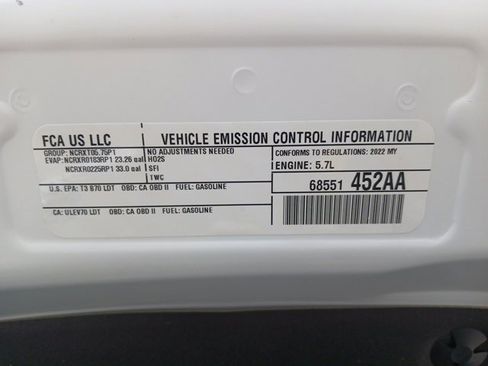 FCA US LLC
VEHICLE EMISSION CONTROL INFORMATION
GROUP: NCRXT05.75P1
EVAP: NCRXR0183RP1 23.26 gal
NCRXR0225RP1 33.0 gal
NO ADJUSTMENTS NEEDED
HO2S
SFI
TWC
CONFORMS TO REGULATIONS: 2022 MY
ENGINE: 5.7L
68551 452AA
U.S. EPA: T3 B70 LDT OBD: CA OBD II FUEL: GASOLINE
CA: ULEV70 LDT OBD: CA OBD II FUEL: GASOLINE